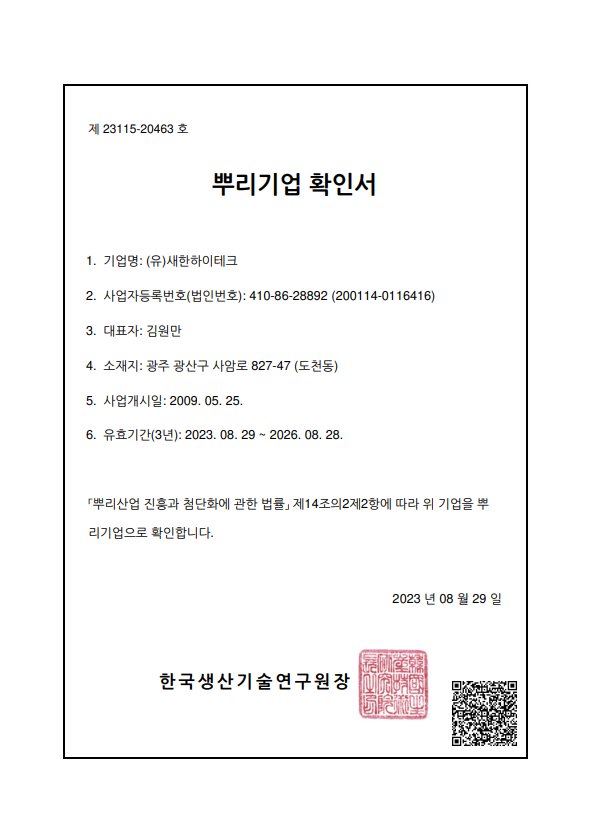 제 23115-20463 호
뿌리기업 확인서
1. 기업명: (유)새한하이테크
2. 사업자등록번호(법인번호): 410-86-28892 (200114-0116416)
3. 대표자: 김원만
4. 소재지: 광주 광산구 사암로 827-47 (도천동)
5. 사업개시일: 2009. 05. 25.
6. 유효기간(3년): 2023. 08. 29 ~ 2026. 08. 28.
「뿌리산업 진흥과 첨단화에 관한 법률」 제14조의2제2항에 따라 위 기업을 뿌
리기업으로 확인합니다.
2023 년 08 월 29 일
한국생산기술연구원장